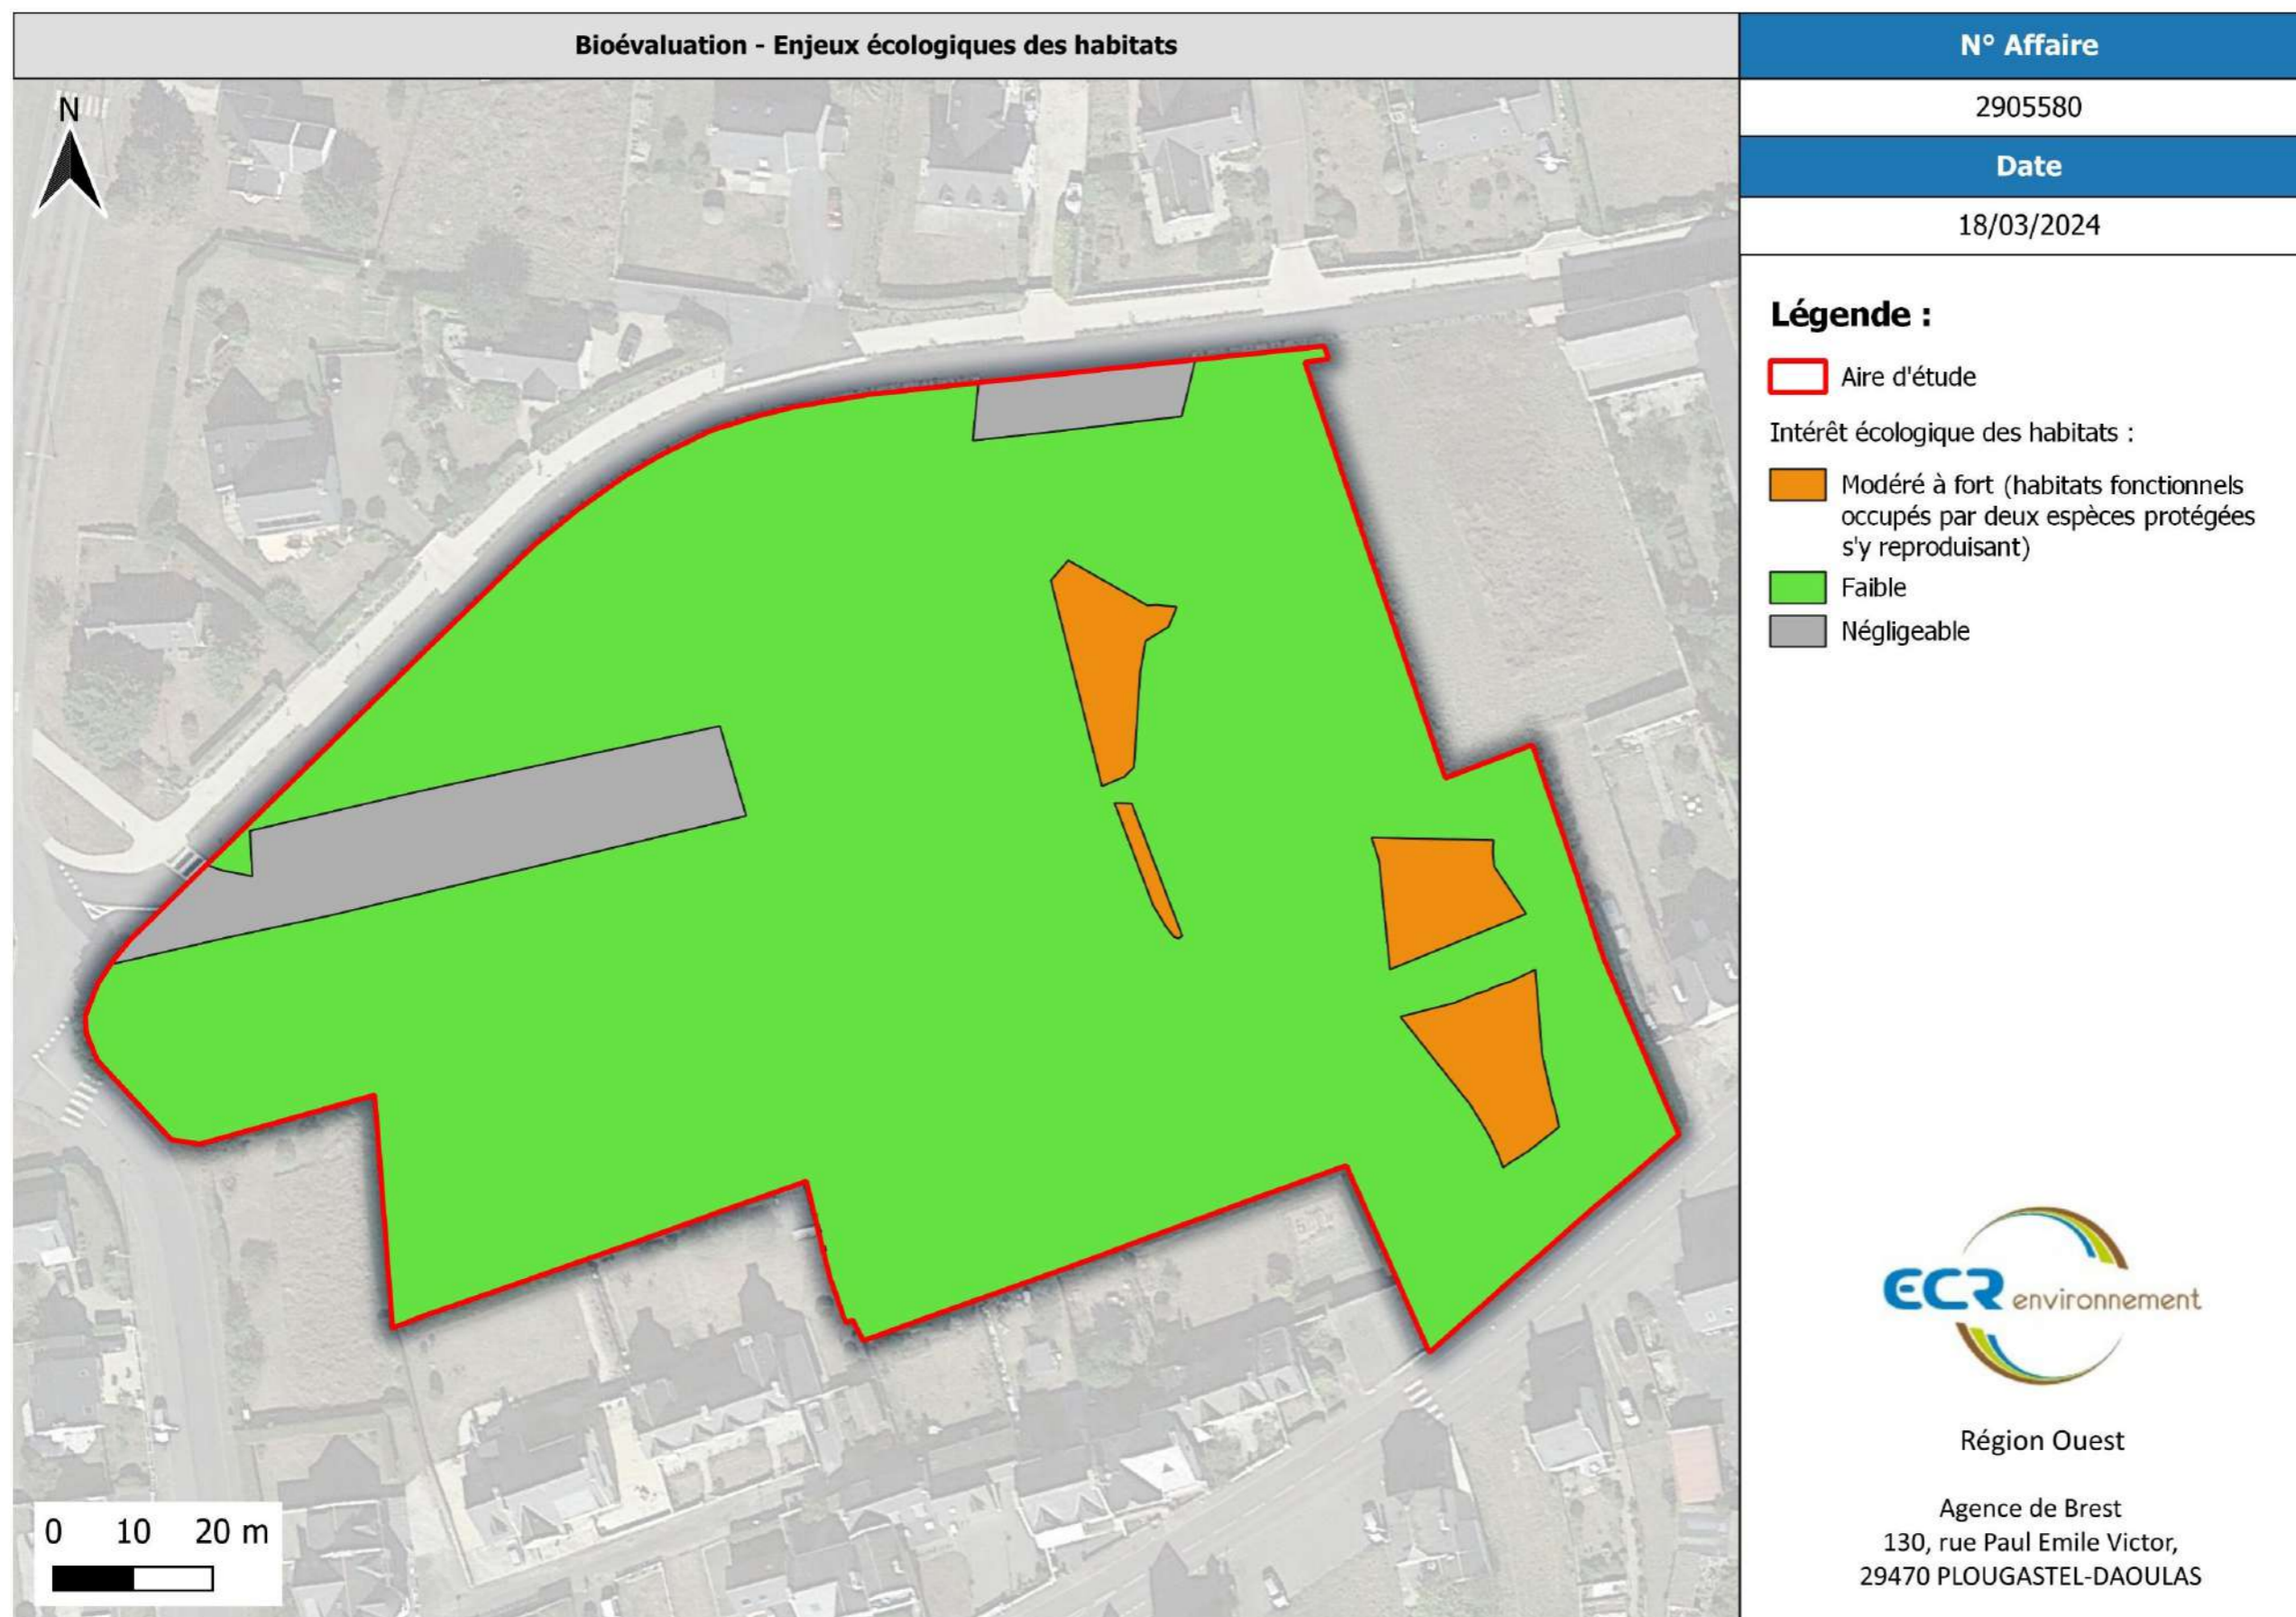 Bioévaluation - Enjeux écologiques des habitats
N° Affaire
2905580
Date
18/03/2024
N
Légende :
Aire d'étude
Intérêt écologique des habitats :
Modéré à fort (habitats fonctionnels
occupés par deux espèces protégées
s'y reproduisant)
Faible
Négligeable
0 10 20 m
ECR environnement
Région Ouest
Agence de Brest
130, rue Paul Emile Victor,
29470 PLOUGASTEL-DAOULAS